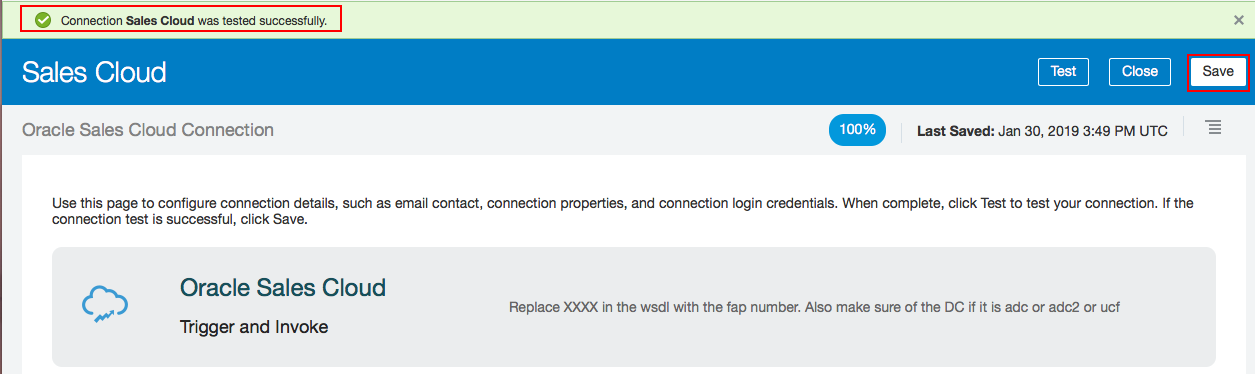 Connection Sales Cloud was tested successfully.
Sales Cloud
Test
Close
Save
Oracle Sales Cloud Connection
100%
Last Saved: Jan 30, 2019 3:49 PM UTC
Use this page to configure connection details, such as email contact, connection properties, and connection login credentials. When complete, click Test to test your connection. If the
connection test is successful, click Save.
Oracle Sales Cloud
Trigger and Invoke
Replace XXXX in the wsdl with the fap number. Also make sure of the DC if it is adc or adc2 or ucf